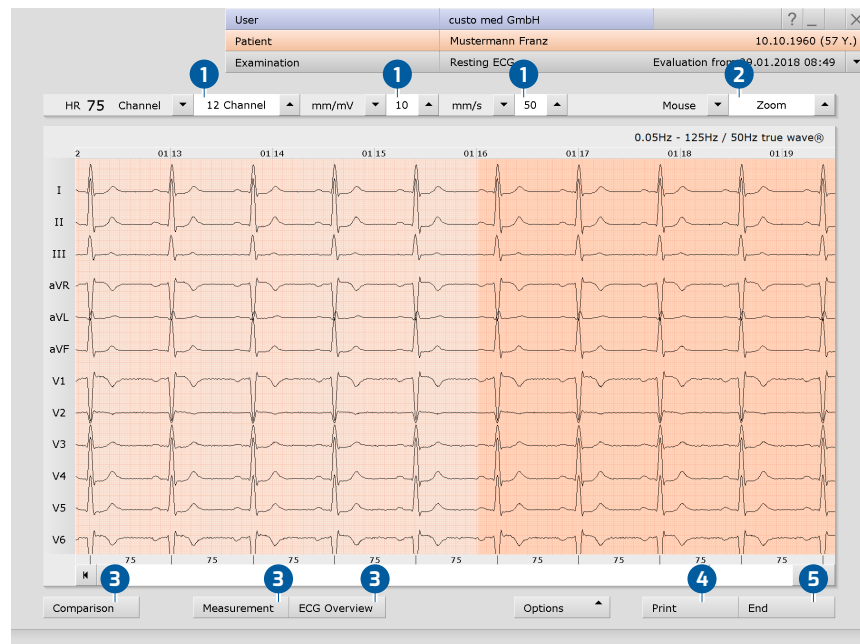 User custo med GmbH ? _ X
Patient Mustermann Franz 10.10.1960 (57 Y.)
Examination Resting ECG Evaluation from 09.01.2018 08:49
1 1 1 2
HR 75 Channel 12 Channel mm/mV 10 mm/s 50 Mouse Zoom
0.05Hz - 125Hz / 50Hz true wave®
2 01 13 01 14 01 15 01 16 01 17 01 18 01 19
I
II
III
aVR
aVL
aVF
V1
V2
V3
V4
V5
V6
75 75 75 75 75 75 75 75 75
3 3 3 4 5
Comparison Measurement ECG Overview Options Print End